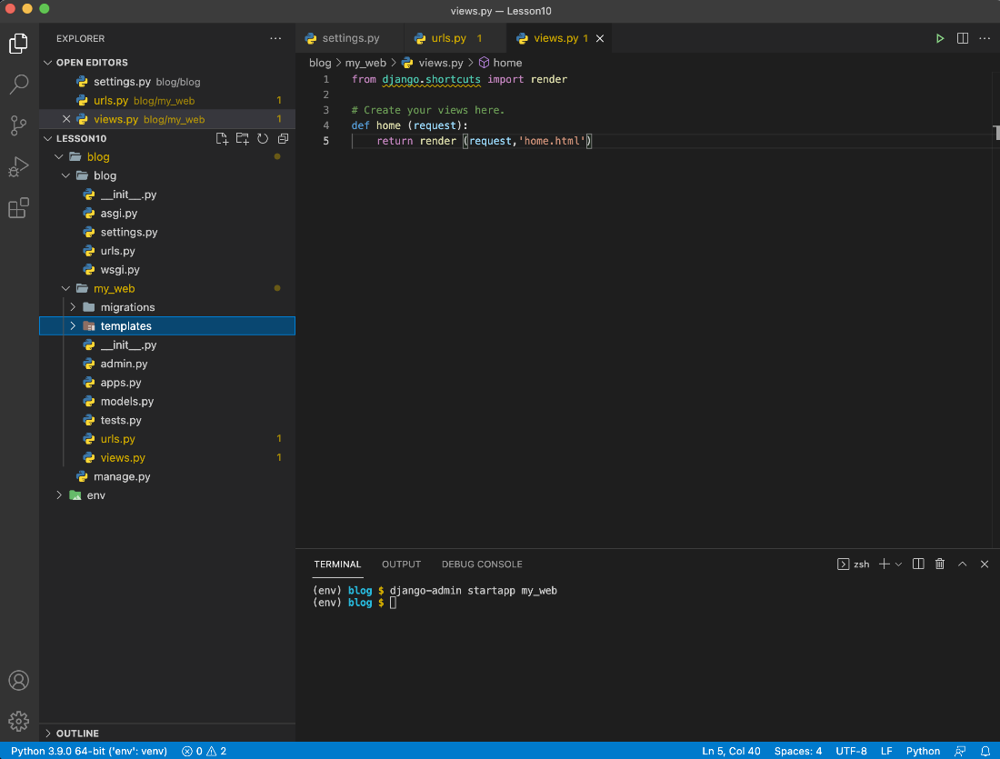 views.py — Lesson10
EXPLORER
OPEN EDITORS
settings.py blog/blog
urls.py blog/my_web 1
views.py blog/my_web 1
LESSON10
blog
blog
__init__.py
asgi.py
settings.py
urls.py
wsgi.py
my_web
migrations
templates
__init__.py
admin.py
apps.py
models.py
tests.py
urls.py 1
views.py 1
manage.py
env
OUTLINE
settings.py urls.py 1 views.py 1
blog > my_web > views.py > home
1 from django.shortcuts import render
2
3 # Create your views here.
4 def home (request):
5 return render (request,'home.html')
TERMINAL OUTPUT DEBUG CONSOLE zsh
(env) blog $ django-admin startapp my_web
(env) blog $
Python 3.9.0 64-bit ('env': venv) 0 2 Ln 5, Col 40 Spaces: 4 UTF-8 LF Python